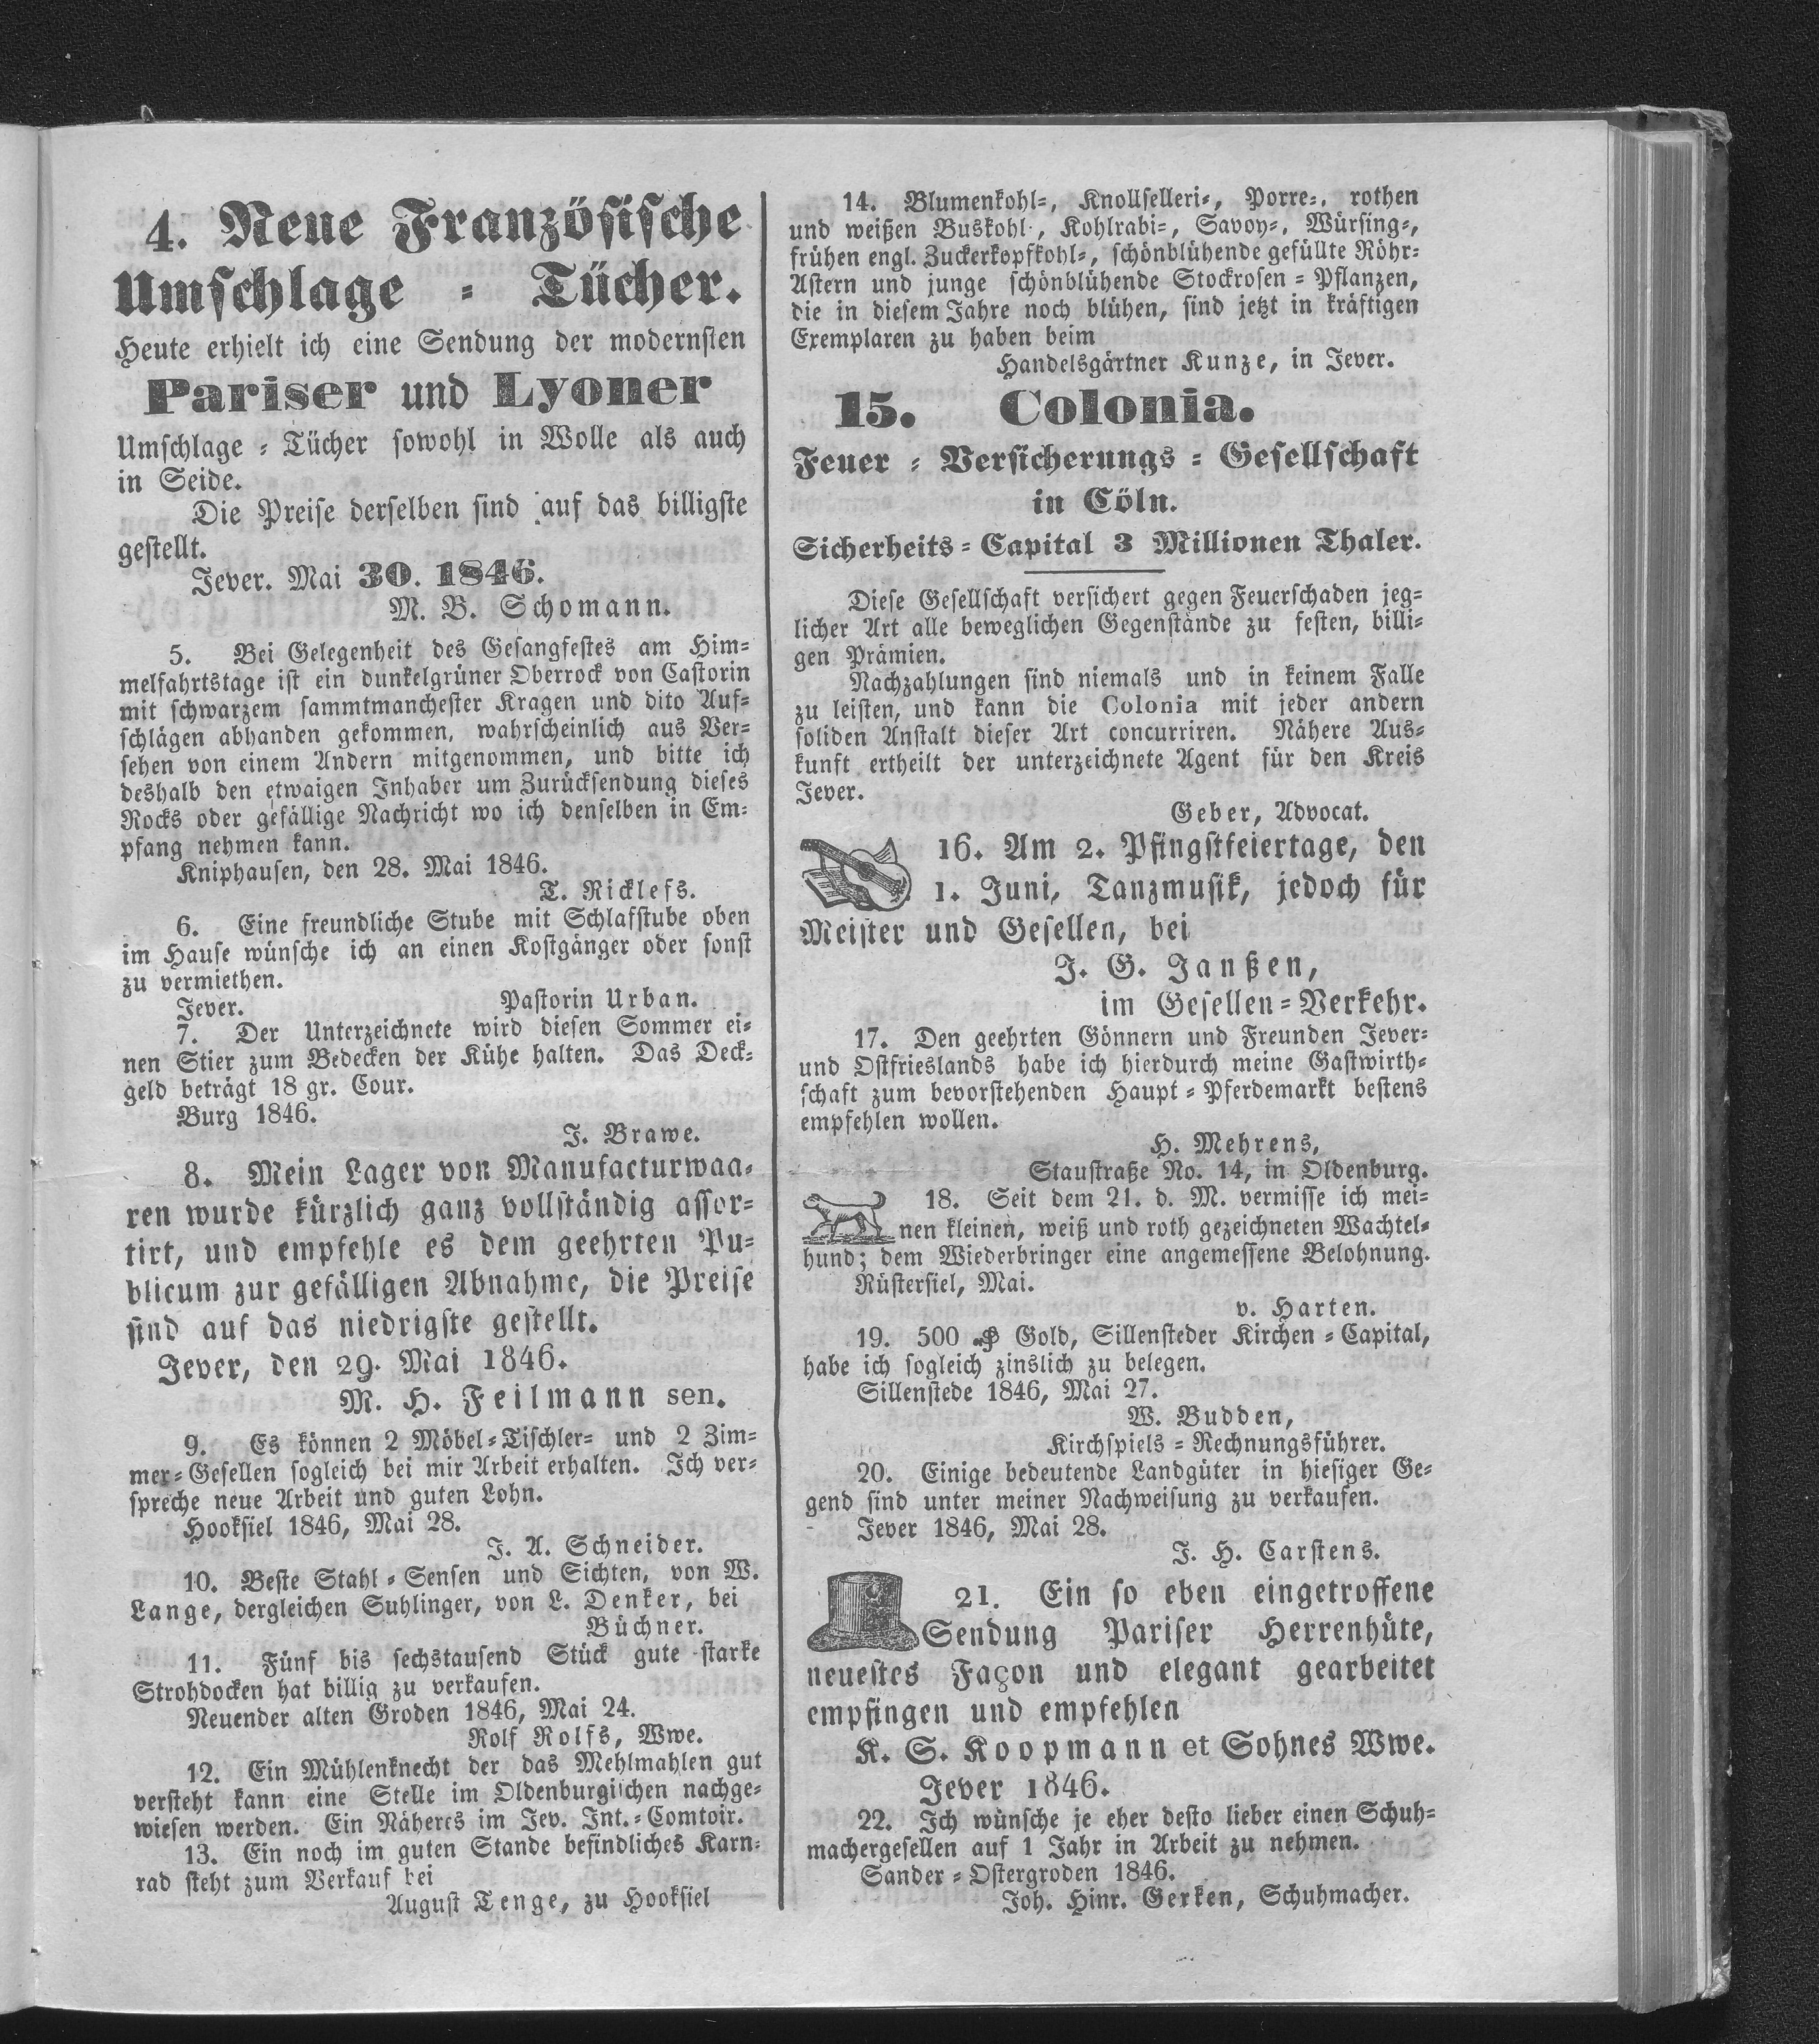 4. Neue Französische
Umschlage - Tücher.
Heute erhielt ich eine Sendung der modernsten
Pariser und Lyoner
Umschlage - Tücher sowohl in Wolle als auch
in Seide.
Die Preise derselben sind auf das billigste
gestellt.
Jever. Mai 30. 1846.
M. B. Schomann.
5. Bei Gelegenheit des Gesangfestes am Him-
melfahrtstage ist ein dunkelgrüner Oberrock von Castorin
mit schwarzem sammtmanchester Kragen und dito Auf-
schlägen abhanden gekommen, wahrscheinlich aus Ver-
sehen von einem Andern mitgenommen, und bitte ich
deshalb den etwaigen Inhaber um Zurücksendung dieses
Rocks oder gefällige Nachricht wo ich denselben in Em-
pfang nehmen kann.
Kniphausen, den 28. Mai 1846.
T. Ricklefs.
6. Eine freundliche Stube mit Schlafstube oben
im Hause wünsche ich an einen Kostgänger oder sonst
zu vermiethen.
Jever. Pastorin Urban.
7. Der Unterzeichnete wird diesen Sommer ei-
nen Stier zum Bedecken der Kühe halten. Das Deck-
geld beträgt 18 gr. Cour.
Burg 1846.
J. Brawe.
8. Mein Lager von Manufacturwaa-
ren wurde kürzlich ganz vollständig assor-
tirt, und empfehle es dem geehrten Pu-
blicum zur gefälligen Abnahme, die Preise
sind auf das niedrigste gestellt.
Jever, den 29. Mai 1846.
M. H. Feilmann sen.
9. Es können 2 Möbel-Tischler- und 2 Zim-
mer-Gesellen sogleich bei mir Arbeit erhalten. Ich ver-
spreche neue Arbeit und guten Lohn.
Hooksiel 1846, Mai 28.
J. A. Schneider.
10. Beste Stahl - Sensen und Sichten, von W.
Lange, dergleichen Suhlinger, von L. Denker, bei
Büchner.
11. Fünf bis sechstausend Stück gute starke
Strohdocken hat billig zu verkaufen.
Neuender alten Groden 1846, Mai 24.
Rolf Rolfs, Wwe.
12. Ein Mühlenknecht der das Mehlmahlen gut
versteht kann eine Stelle im Oldenburgischen nachge-
wiesen werden. Ein Näheres im Jev. Int.-Comtoir.
13. Ein noch im guten Stande befindliches Karn-
rad steht zum Verkauf bei
August Tenge, zu Hooksiel
14. Blumenkohl-, Knollselleri-, Porre-, rothen
und weißen Buskohl-, Kohlrabi-, Savoy-, Würsing-,
frühen engl. Zuckerkopfkohl-, schönblühende gefüllte Röhr-
Astern und junge schönblühende Stockrosen - Pflanzen,
die in diesem Jahre noch blühen, sind jetzt in kräftigen
Exemplaren zu haben beim
Handelsgärtner Kunze, in Jever.
15. Colonia.
Feuer - Versicherungs - Gesellschaft
in Cöln.
Sicherheits - Capital 3 Millionen Thaler.
Diese Gesellschaft versichert gegen Feuerschaden jeg-
licher Art alle beweglichen Gegenstände zu festen, billi-
gen Prämien.
Nachzahlungen sind niemals und in keinem Falle
zu leisten, und kann die Colonia mit jeder andern
soliden Anstalt dieser Art concurriren. Nähere Aus-
kunft ertheilt der unterzeichnete Agent für den Kreis
Jever.
Geber, Advocat.
16. Am 2. Pfingstfeiertage, den
1. Juni, Tanzmusik, jedoch für
Meister und Gesellen, bei
J. G. Janßen,
im Gesellen-Verkehr.
17. Den geehrten Gönnern und Freunden Jever-
und Ostfrieslands habe ich hierdurch meine Gastwirth-
schaft zum bevorstehenden Haupt - Pferdemarkt bestens
empfehlen wollen.
H. Mehrens,
Staustraße No. 14, in Oldenburg.
18. Seit dem 21. d. M. vermisse ich mei-
nen kleinen, weiß und roth gezeichneten Wachtel-
hund; dem Wiederbringer eine angemessene Belohnung.
Rüstersiel, Mai.
v. Harten.
19. 500 ₰ Gold, Sillensteder Kirchen - Capital,
habe ich sogleich zinslich zu belegen.
Sillenstede 1846, Mai 27.
W. Budden,
Kirchspiels - Rechnungsführer.
20. Einige bedeutende Landgüter in hiesiger Ge-
gend sind unter meiner Nachweisung zu verkaufen.
Jever 1846, Mai 28.
J. H. Carstens.
21. Ein so eben eingetroffene
Sendung Pariser Herrenhüte,
neuestes Façon und elegant gearbeitet
empfingen und empfehlen
K. S. Koopmann et Sohnes Wwe.
Jever 1846.
22. Ich wünsche je eher desto lieber einen Schuh-
machergesellen auf 1 Jahr in Arbeit zu nehmen.
Sander - Ostergroden 1846.
Joh. Hinr. Gerken, Schuhmacher.